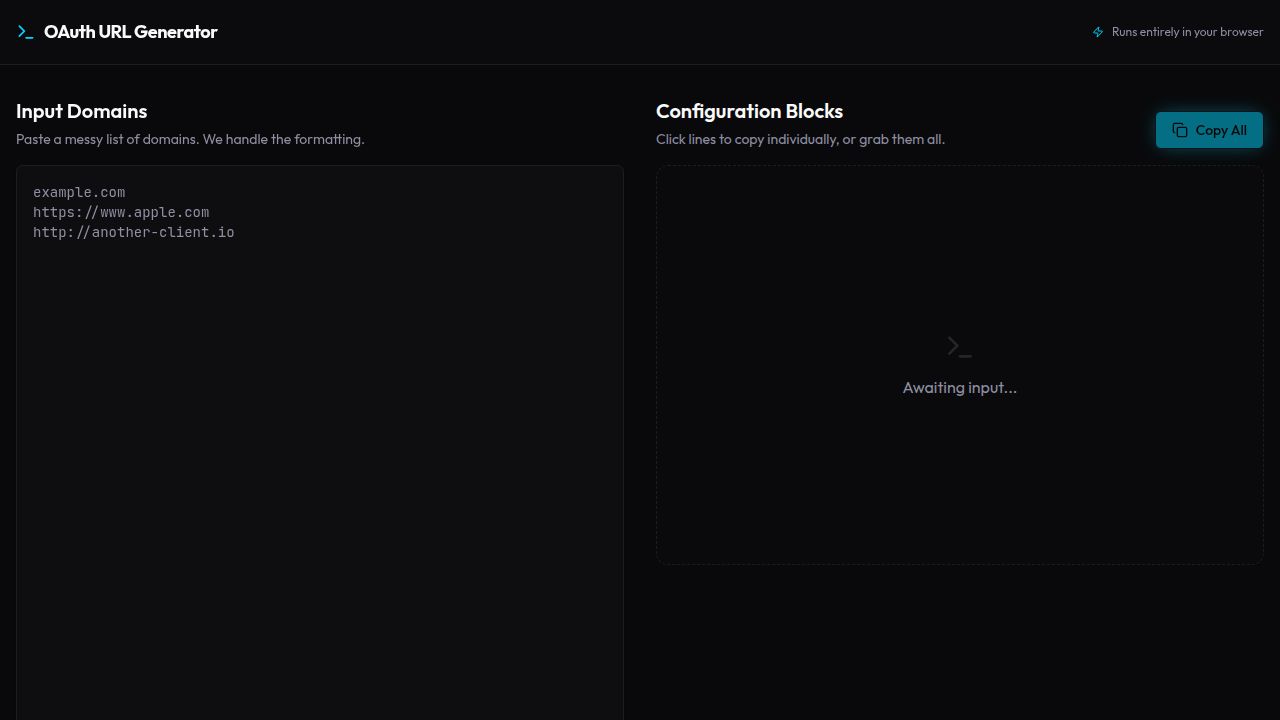 OAuth URL Generator
Runs entirely in your browser
Input Domains
Paste a messy list of domains. We handle the formatting.
example.com
https://www.apple.com
http://another-client.io
Configuration Blocks
Click lines to copy individually, or grab them all.
Copy All
Awaiting input...